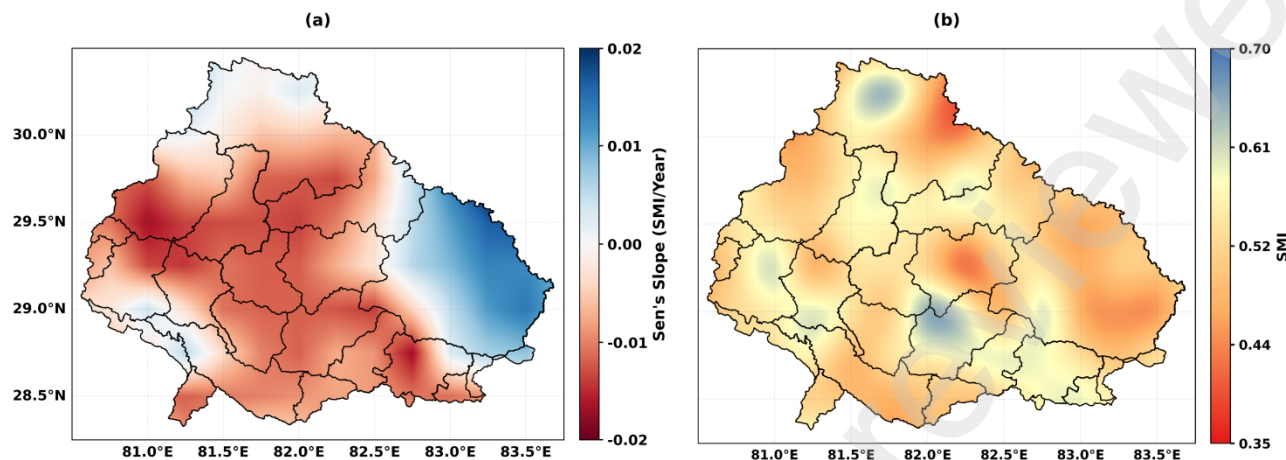 (a)
(b)
30.0°N
29.5°N
29.0°N
28.5°N
81.0°E 81.5°E 82.0°E 82.5°E 83.0°E 83.5°E
0.02
0.01
0.00
-0.01
-0.02
Sen's Slope (SMI/Year)
81.0°E 81.5°E 82.0°E 82.5°E 83.0°E 83.5°E
0.70
0.61
0.52
0.44
0.35
SMI
reviewe